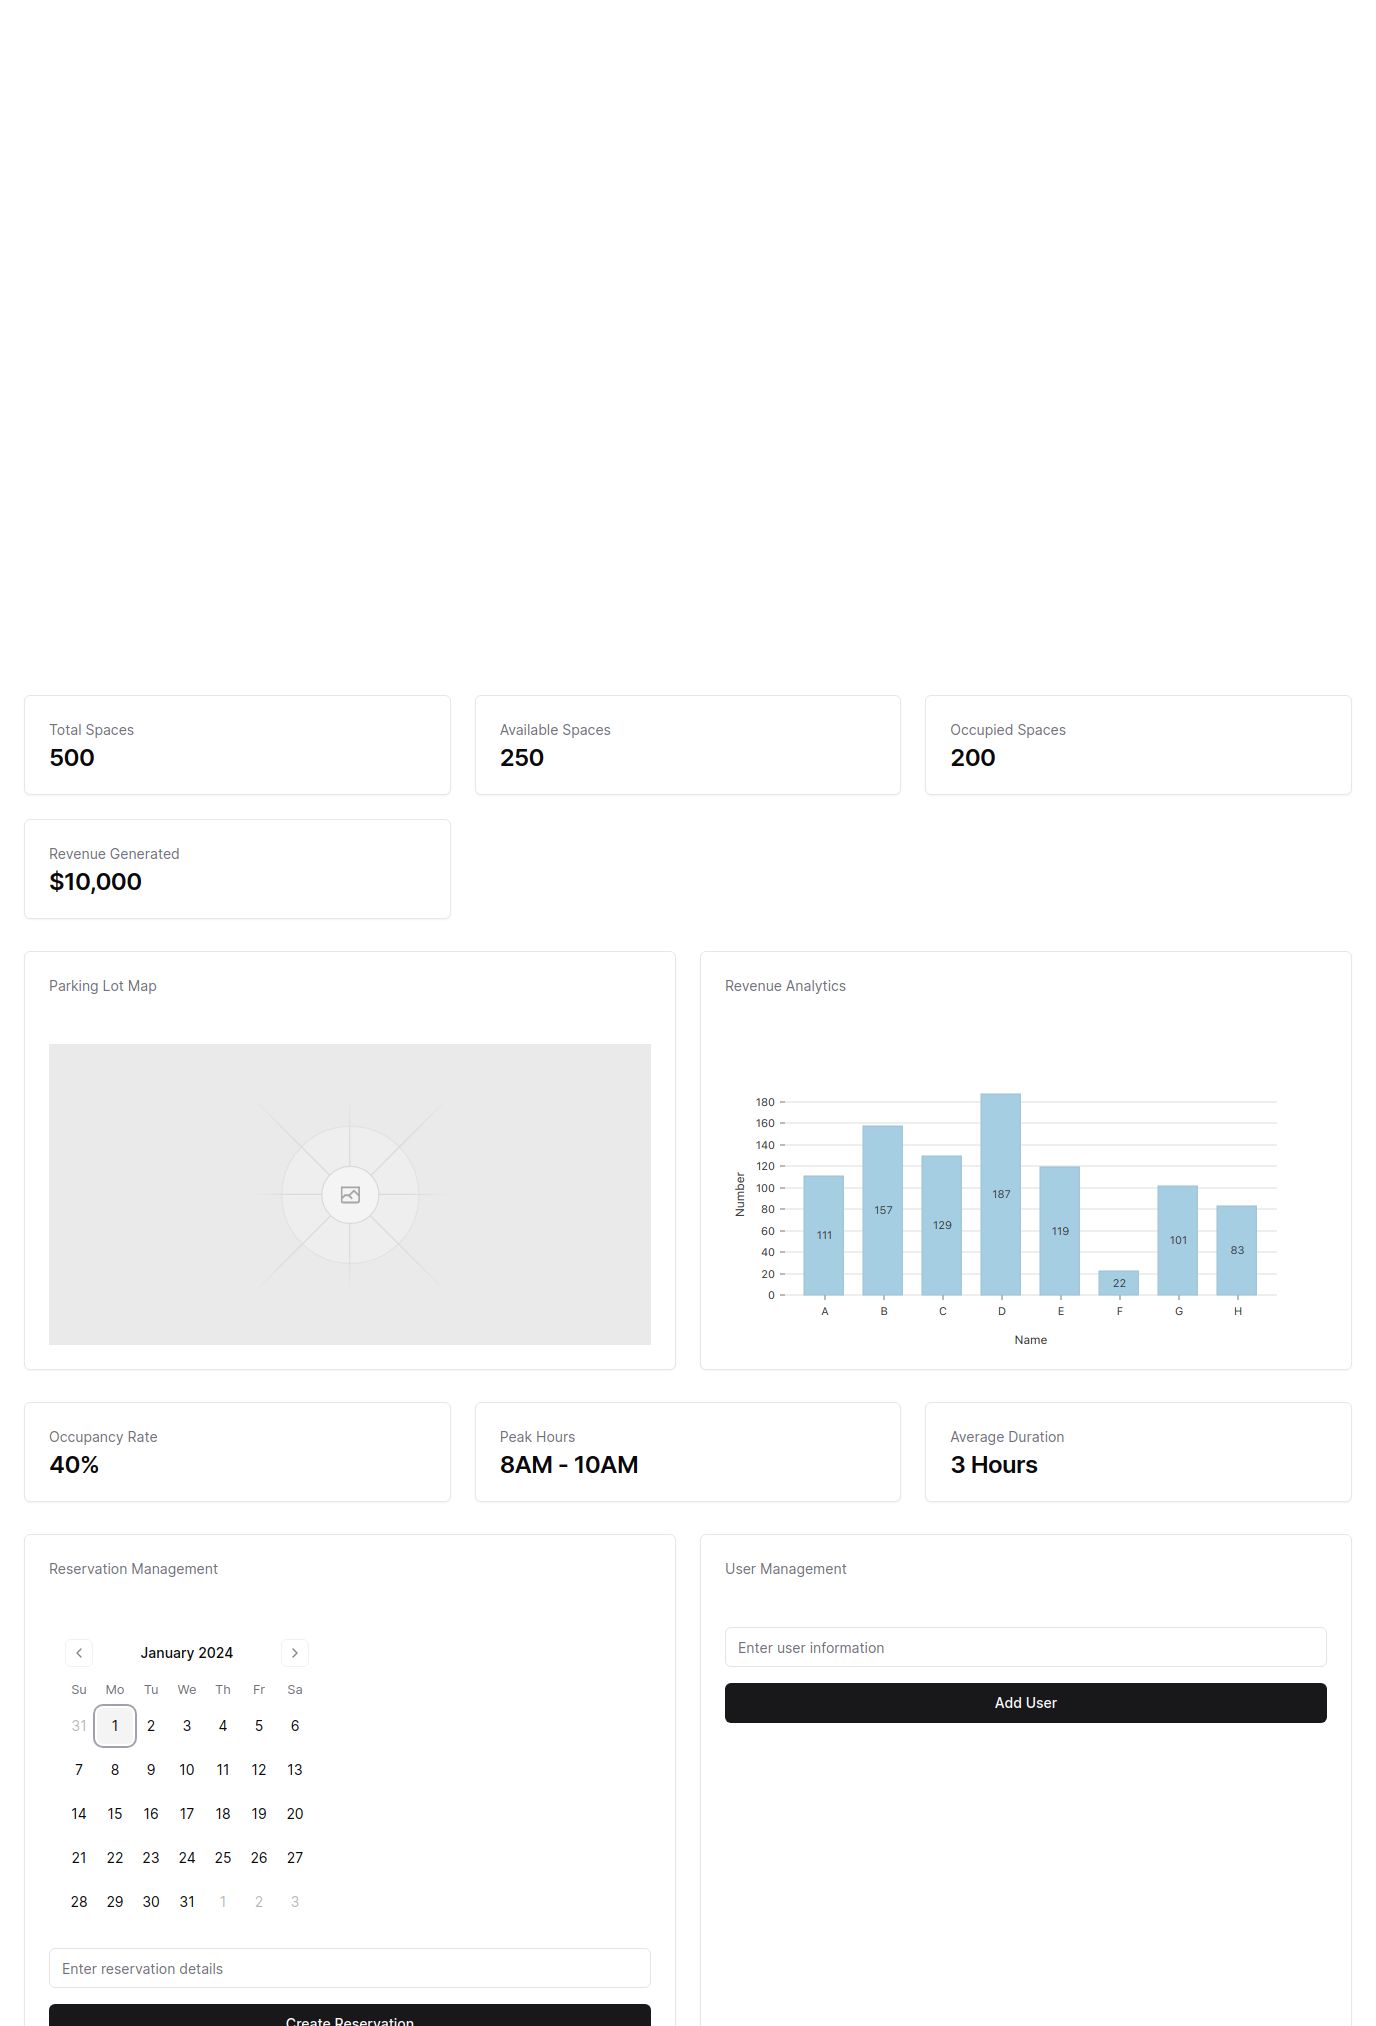 Total Spaces
500
Available Spaces
250
Occupied Spaces
200
Revenue Generated
$10,000
Parking Lot Map
Revenue Analytics
180
160
140
120
100
80
60
40
20
0
Number
111
157
129
187
119
22
101
83
A B C D E F G H
Name
Occupancy Rate
40%
Peak Hours
8AM - 10AM
Average Duration
3 Hours
Reservation Management
January 2024
Su Mo Tu We Th Fr Sa
31 1 2 3 4 5 6
7 8 9 10 11 12 13
14 15 16 17 18 19 20
21 22 23 24 25 26 27
28 29 30 31 1 2 3
Enter reservation details
Create Reservation
User Management
Enter user information
Add User